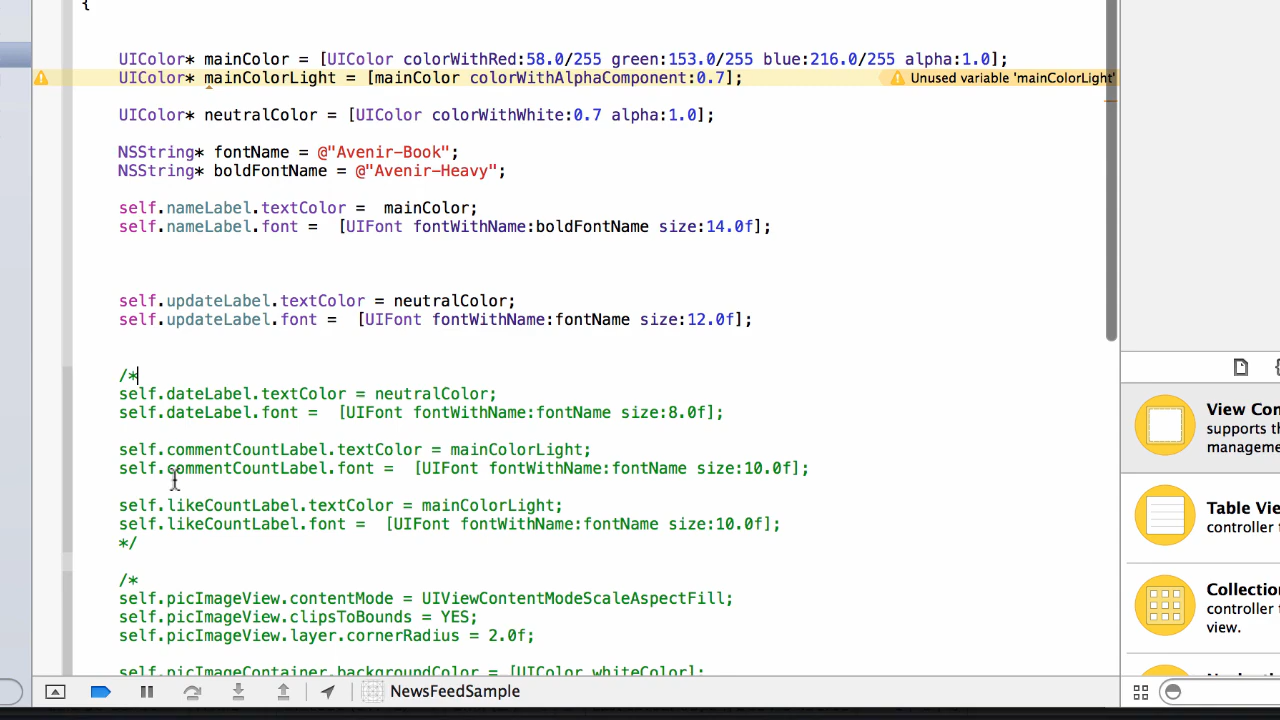 {
UIColor* mainColor = [UIColor colorWithRed:58.0/255 green:153.0/255 blue:216.0/255 alpha:1.0];
UIColor* mainColorLight = [mainColor colorWithAlphaComponent:0.7];
Unused variable 'mainColorLight'
UIColor* neutralColor = [UIColor colorWithWhite:0.7 alpha:1.0];
NSString* fontName = @"Avenir-Book";
NSString* boldFontName = @"Avenir-Heavy";
self.nameLabel.textColor =  mainColor;
self.nameLabel.font =  [UIFont fontWithName:boldFontName size:14.0f];
self.updateLabel.textColor = neutralColor;
self.updateLabel.font =  [UIFont fontWithName:fontName size:12.0f];
/*
self.dateLabel.textColor = neutralColor;
self.dateLabel.font =  [UIFont fontWithName:fontName size:8.0f];
self.commentCountLabel.textColor = mainColorLight;
self.commentCountLabel.font =  [UIFont fontWithName:fontName size:10.0f];
self.likeCountLabel.textColor = mainColorLight;
self.likeCountLabel.font =  [UIFont fontWithName:fontName size:10.0f];
*/
/*
self.picImageView.contentMode = UIViewContentModeScaleAspectFill;
self.picImageView.clipsToBounds = YES;
self.picImageView.layer.cornerRadius = 2.0f;
self.picImageContainer.backgroundColor = [UIColor whiteColor];
NewsFeedSample
{
View Con
supports th
manageme
Table Vie
controller f
Collectio
controller f
view.